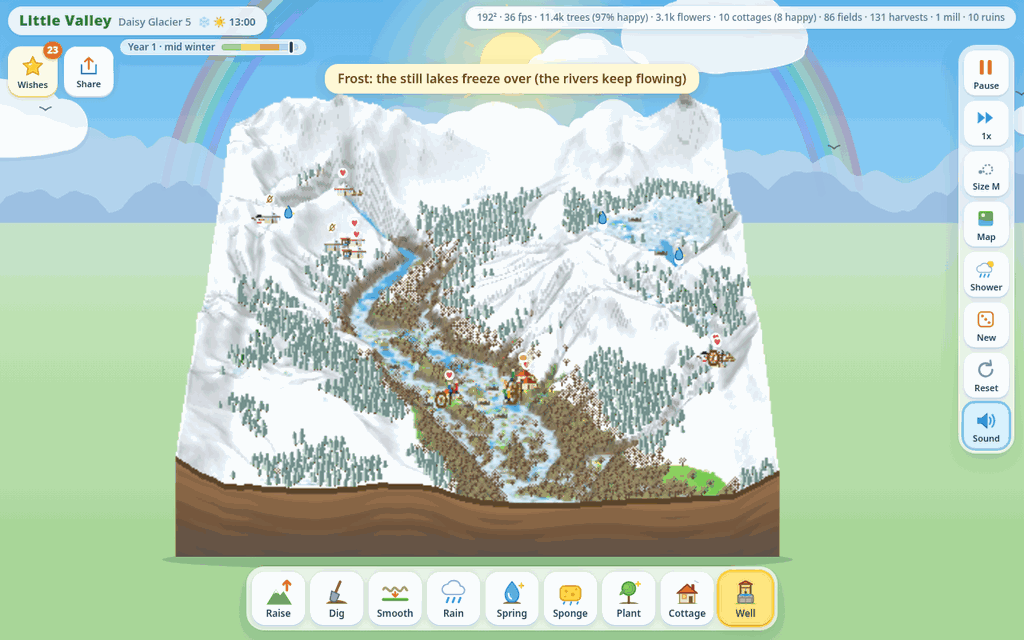 Little Valley Daisy Glacier 5 13:00
192² · 36 fps · 11.4k trees (97% happy) · 3.1k flowers · 10 cottages (8 happy) · 86 fields · 131 harvests · 1 mill · 10 ruins
Year 1 · mid winter
23
Wishes
Share
Frost: the still lakes freeze over (the rivers keep flowing)
Pause
1x
Size M
Map
Shower
New
Reset
Sound
Raise
Dig
Smooth
Rain
Spring
Sponge
Plant
Cottage
Well